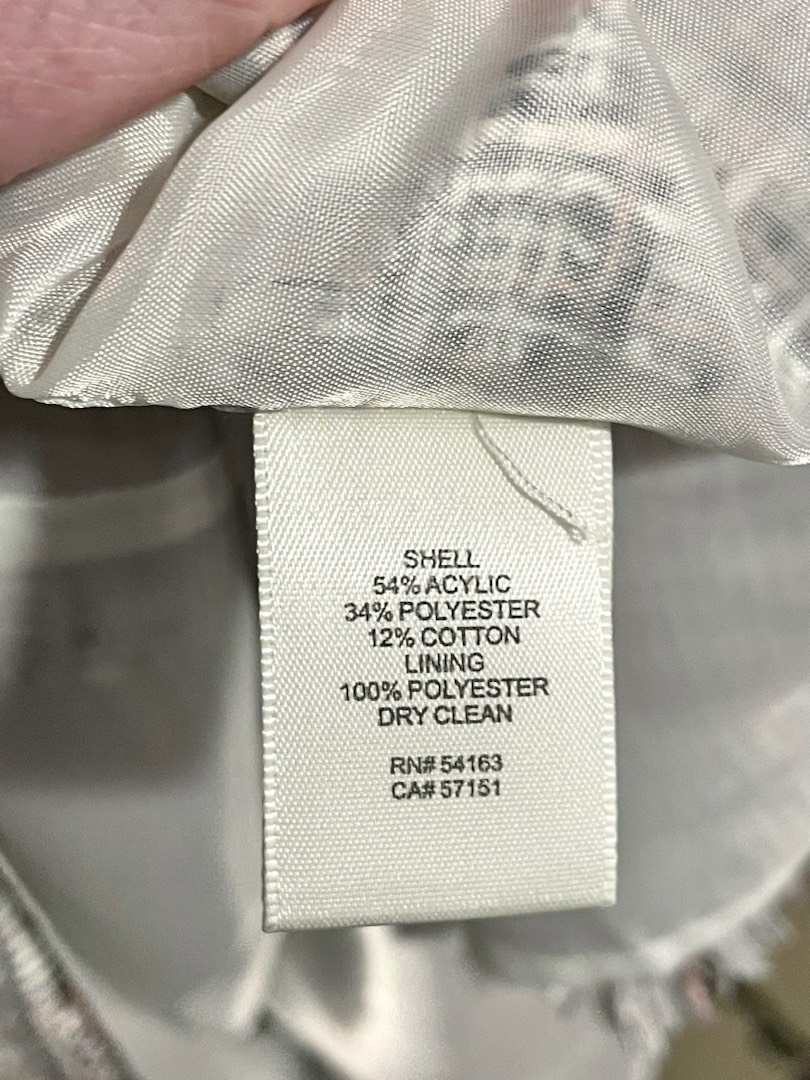 SHELL
54% ACYLIC
34% POLYESTER
12% COTTON
LINING
100% POLYESTER
DRY CLEAN
RN# 54163
CA# 57151